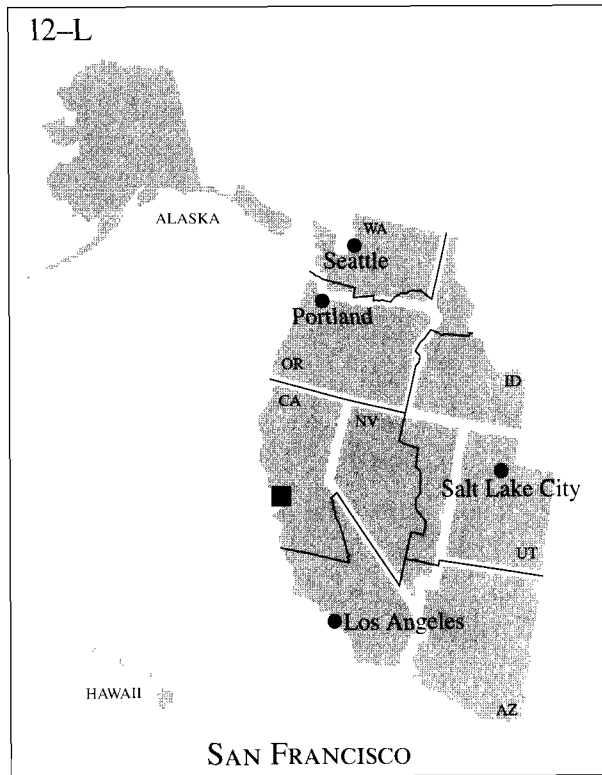 12–L
ALASKA
WA
Seattle
Portland
OR
CA
ID
NV
Salt Lake City
UT
Los Angeles
HAWAII
AZ
SAN FRANCISCO